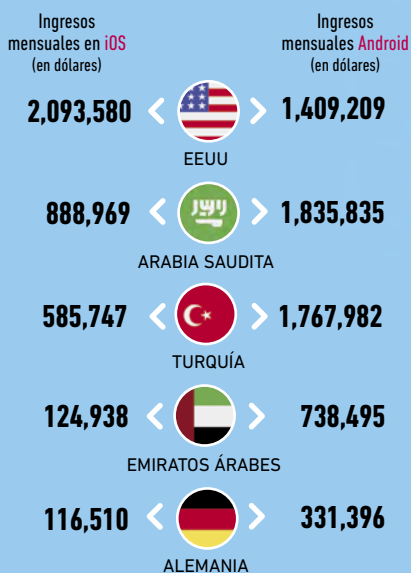 Ingresos
mensuales en iOS
(en dólares)
Ingresos
mensuales Android
(en dólares)
2,093,580
1,409,209
EEUU
888,969
1,835,835
ARABIA SAUDITA
585,747
1,767,982
TURQUÍA
124,938
738,495
EMIRATOS ÁRABES
116,510
331,396
ALEMANIA